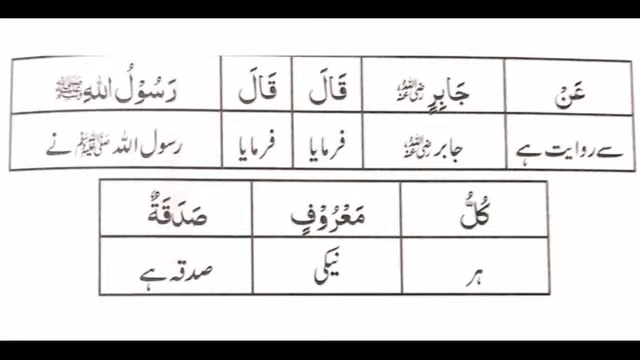 عَنْ جَابِرٍ رضی اللہ عنہ قَالَ قَالَ رَسُوْلُ اللهِ ﷺ
سے روایت ہے جابر رضی اللہ عنہ فرمایا فرمایا رسول اللہ ﷺ نے
كُلُّ مَعْرُوْفٍ صَدَقَةٌ
ہر نیکی صدقہ ہے